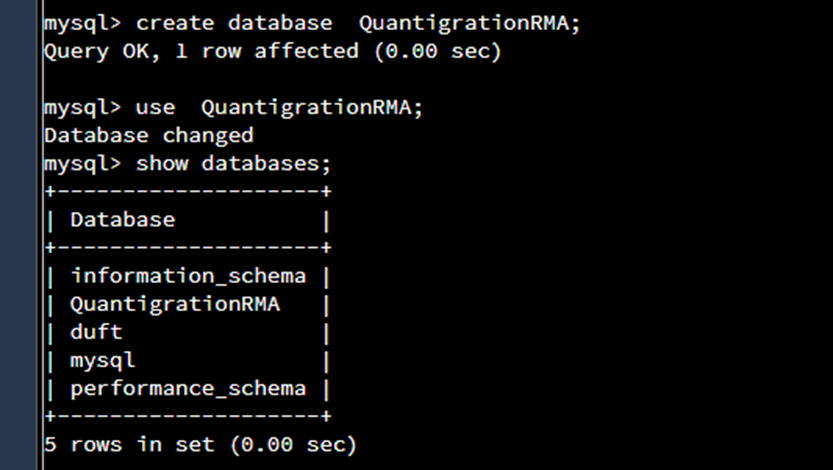 mysql> create database  QuantigrationRMA;
Query OK, 1 row affected (0.00 sec)
mysql> use  QuantigrationRMA;
Database changed
mysql> show databases;
+--------------------+
| Database           |
+--------------------+
| information_schema |
| QuantigrationRMA   |
| duft               |
| mysql              |
| performance_schema |
+--------------------+
5 rows in set (0.00 sec)